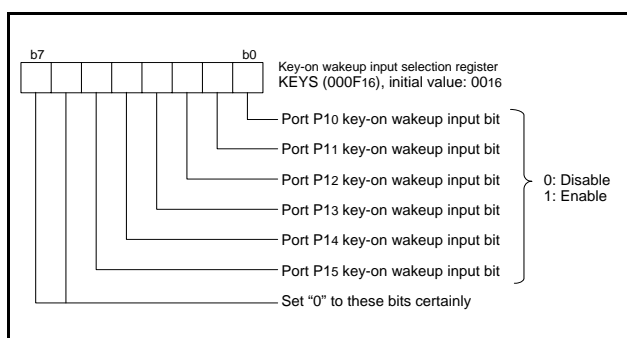 b7 b0
Key-on wakeup input selection register
KEYS (000F16), initial value: 0016
Port P10 key-on wakeup input bit
Port P11 key-on wakeup input bit
Port P12 key-on wakeup input bit
Port P13 key-on wakeup input bit
Port P14 key-on wakeup input bit
Port P15 key-on wakeup input bit
Set “0” to these bits certainly
0: Disable
1: Enable